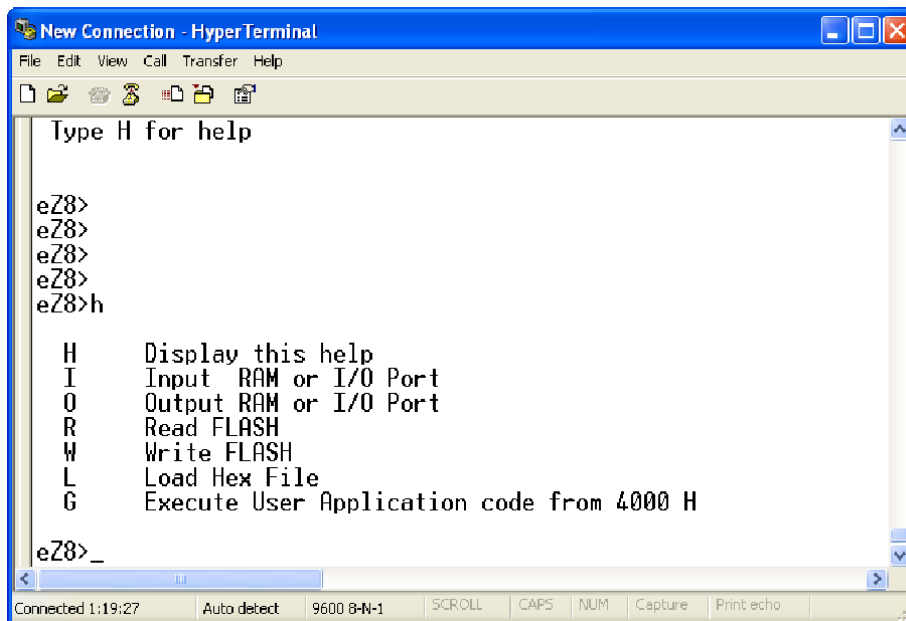 New Connection - HyperTerminal
File Edit View Call Transfer Help
Type H for help
eZ8>
eZ8>
eZ8>
eZ8>
eZ8>h
H Display this help
I Input RAM or I/O Port
O Output RAM or I/O Port
R Read FLASH
W Write FLASH
L Load Hex File
G Execute User Application code from 4000 H
eZ8>_
Connected 1:19:27 Auto detect 9600 8-N-1 SCROLL CAPS NUM Capture Print echo